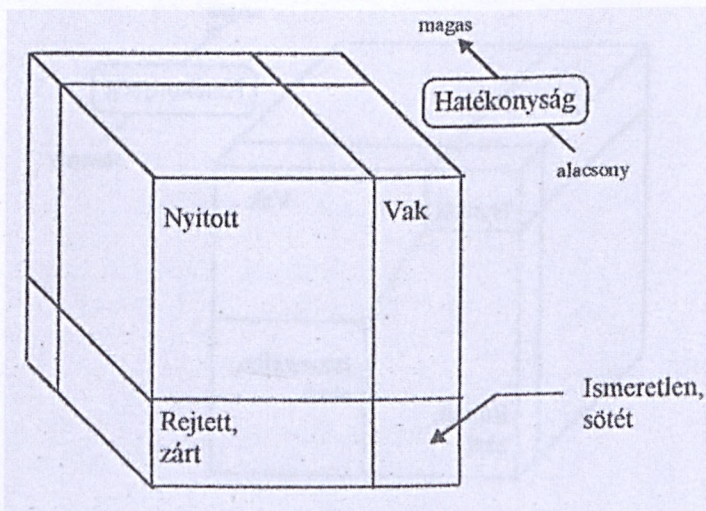 magas
Hatékonyság
alacsony
Nyitott
Vak
Rejtett,
zárt
Ismeretlen,
sötét